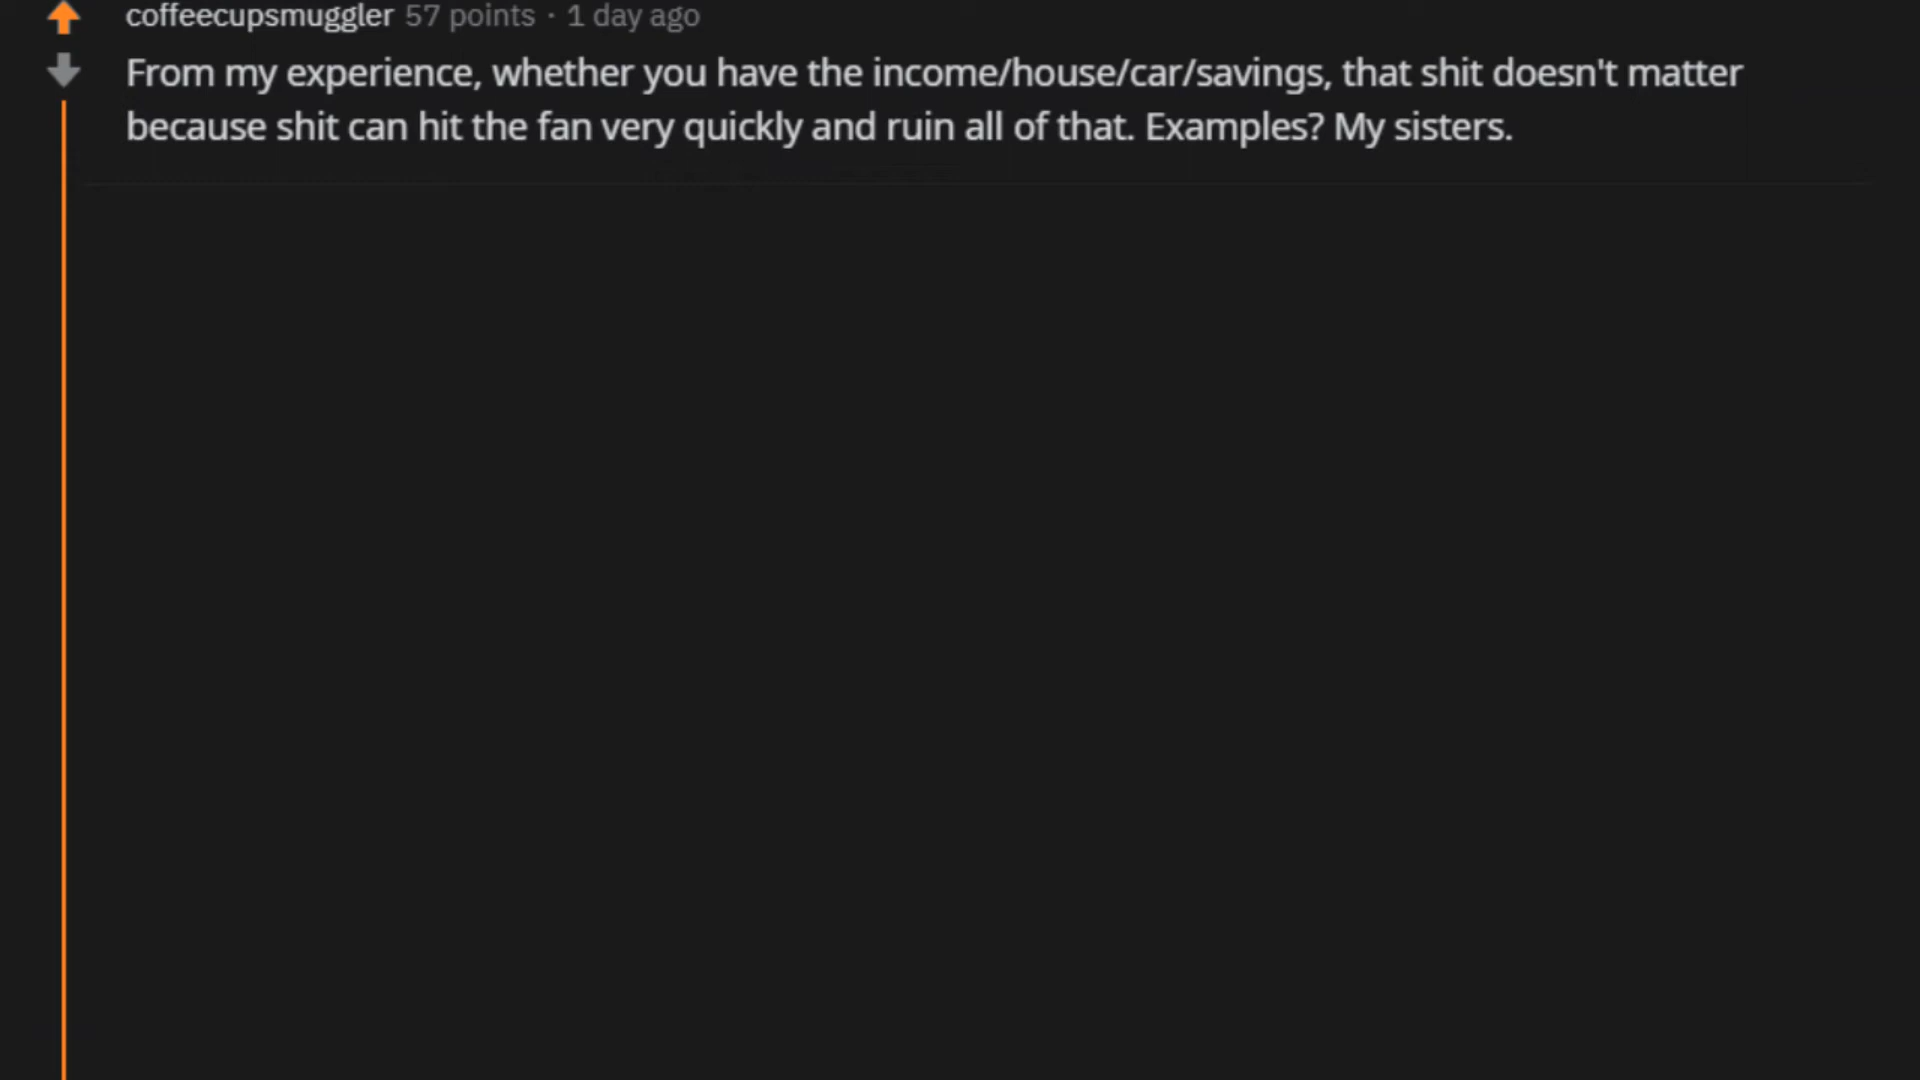 coffeecupsmuggler 57 points · 1 day ago
From my experience, whether you have the income/house/car/savings, that shit doesn't matter
because shit can hit the fan very quickly and ruin all of that. Examples? My sisters.